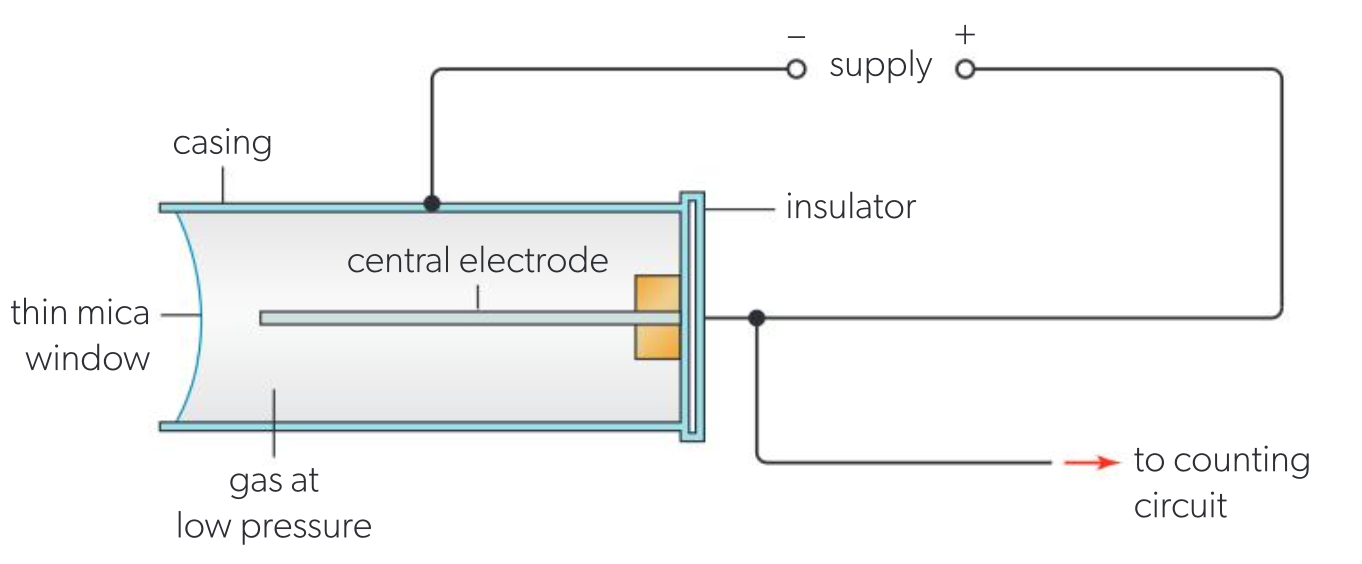 − supply +
casing
insulator
central electrode
thin mica
window
gas at
low pressure
to counting
circuit